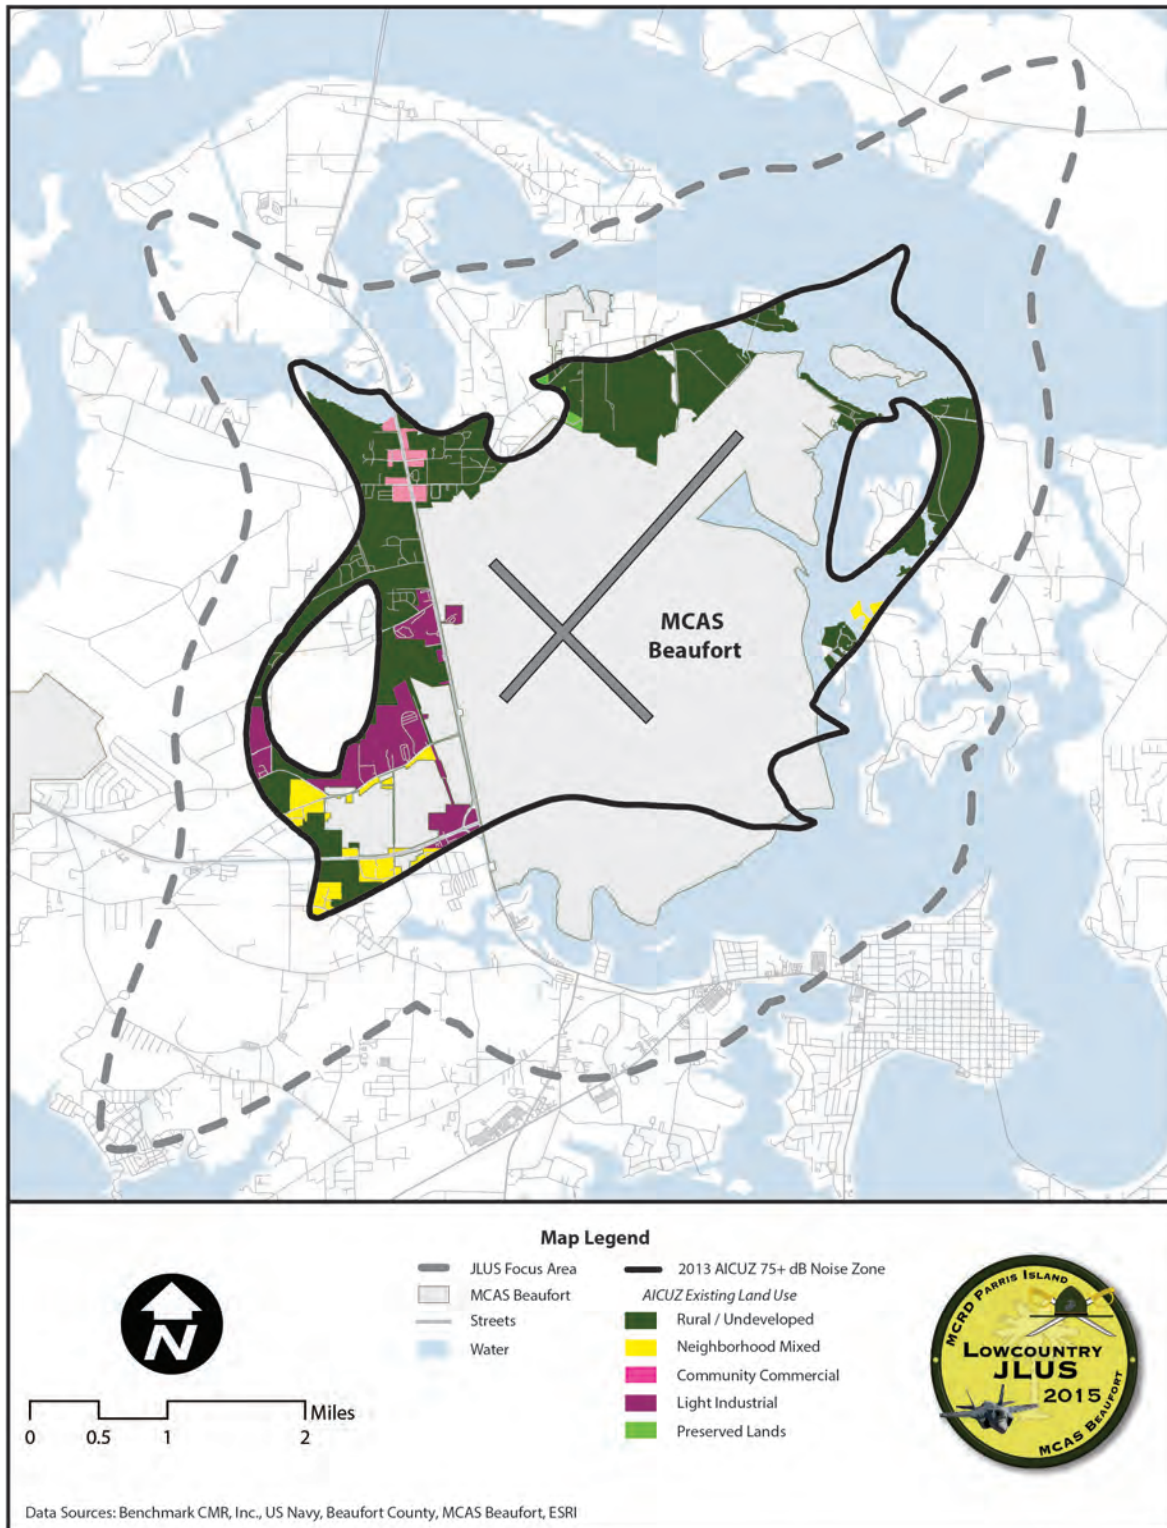 MCAS
Beaufort
Map Legend
JLUS Focus Area
MCAS Beaufort
Streets
Water
2013 AICUZ 75+ dB Noise Zone
AICUZ Existing Land Use
Rural / Undeveloped
Neighborhood Mixed
Community Commercial
Light Industrial
Preserved Lands
N
Miles
0 0.5 1 2
MCRD PARRIS ISLAND
LOWCOUNTRY
JLUS
2015
MCAS BEAUFORT
Data Sources: Benchmark CMR, Inc., US Navy, Beaufort County, MCAS Beaufort, ESRI